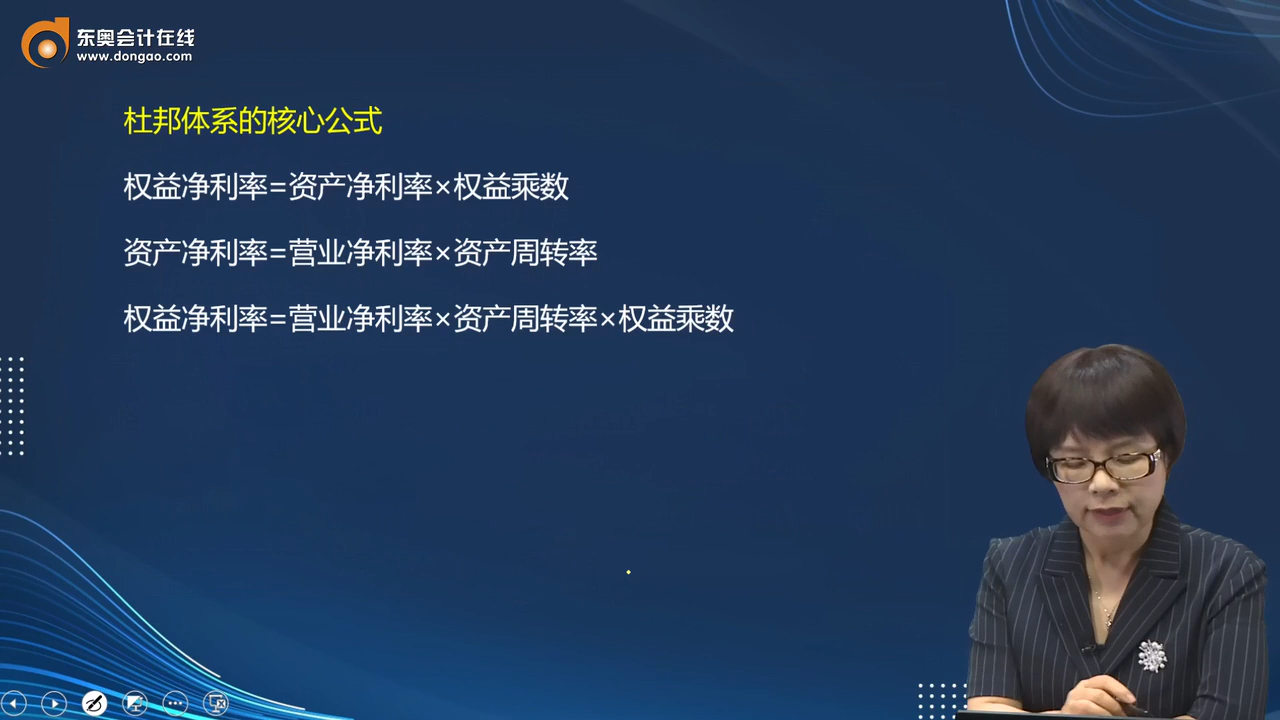 东奥会计在线
www.dongao.com
杜邦体系的核心公式
权益净利率=资产净利率×权益乘数
资产净利率=营业净利率×资产周转率
权益净利率=营业净利率×资产周转率×权益乘数